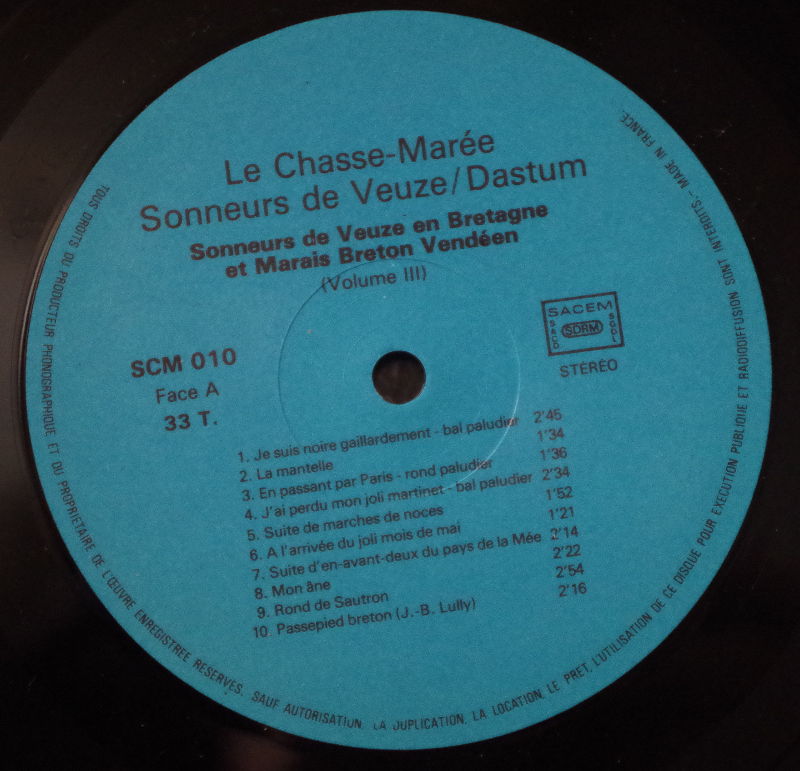 Le Chasse-Marée
Sonneurs de Veuze/Dastum
Sonneurs de Veuze en Bretagne
et Marais Breton Vendéen
(Volume III)
SCM 010
Face A
33 T.
SACEM
SACD
SDRM
SGDL
STÉRÉO
1. Je suis noire gaillardement - bal paludier 2'45
2. La mantelle 1'34
3. En passant par Paris - rond paludier 1'36
4. J'ai perdu mon joli martinet - bal paludier 2'34
5. Suite de marches de noces 1'52
6. A l'arrivée du joli mois de mai 1'21
7. Suite d'en-avant-deux du pays de la Mée 2'14
8. Mon âne 2'22
9. Rond de Sautron 2'54
10. Passepied breton (J.-B. Lully) 2'16
TOUS DROITS DU PRODUCTEUR PHONOGRAPHIQUE ET DU PROPRIETAIRE DE L'ŒUVRE ENREGISTREE RESERVES. SAUF AUTORISATION, LA DUPLICATION, LA LOCATION, LE PRET, L'UTILISATION DE CE DISQUE POUR EXECUTION PUBLIQUE ET RADIODIFFUSION SONT INTERDITS - MADE IN FRANCE.